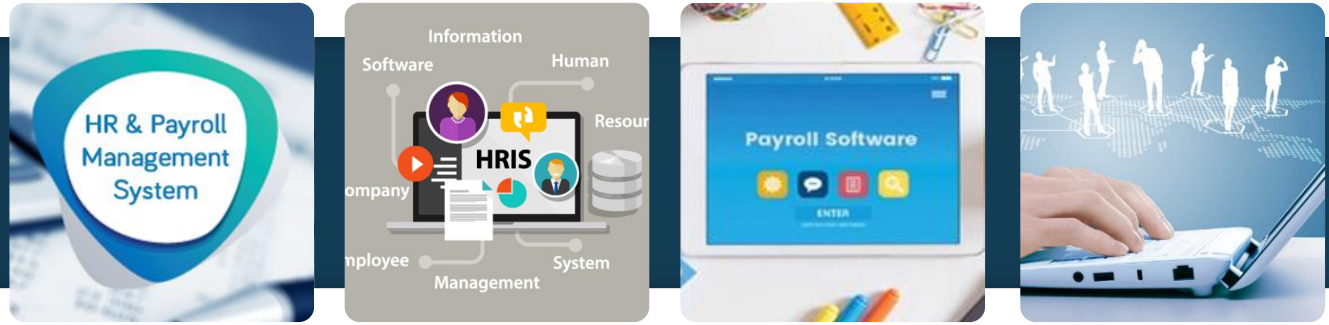 HR & Payroll
Management
System
Information
Software
Human
Resour
HRIS
ompany
mployee
System
Management
Payroll Software
ENTER